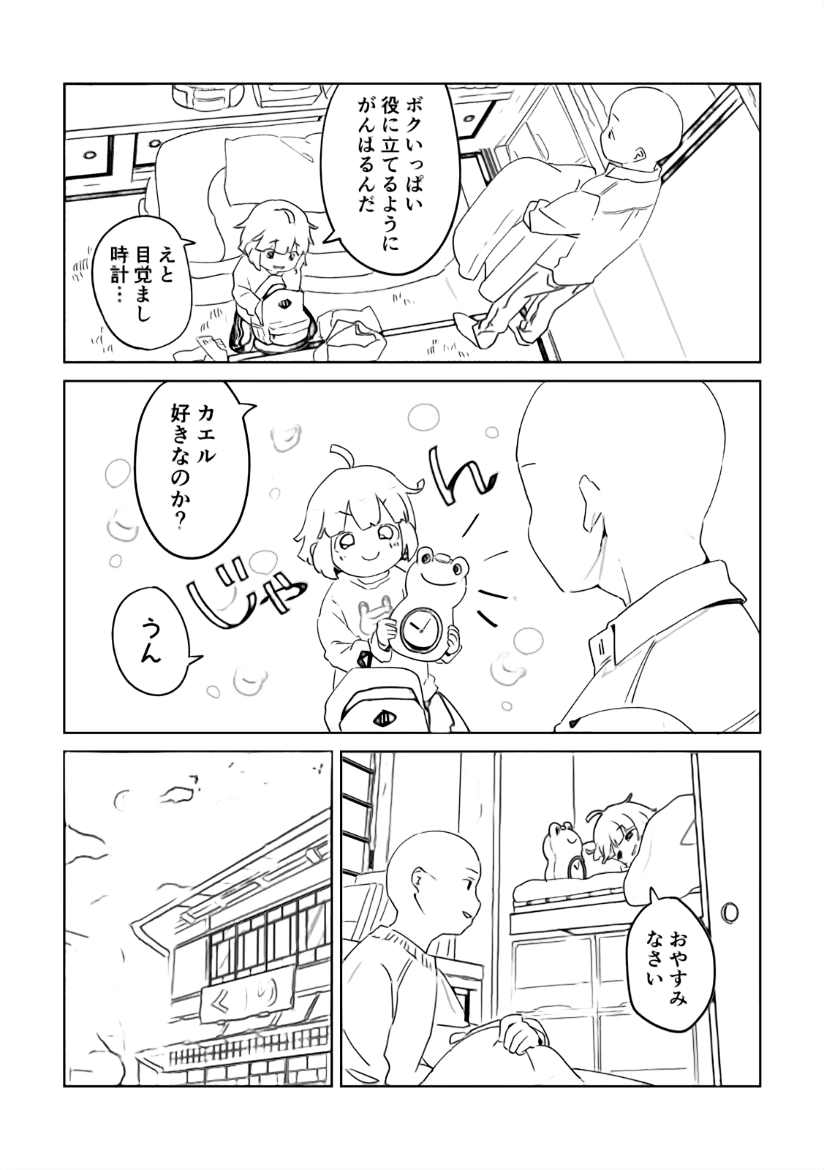 ボクいっぱい
役に立てるように
がんはるんだ
えと
目覚まし
時計…
カエル
好きなのか?
じゃん
うん
おやすみ
なさい